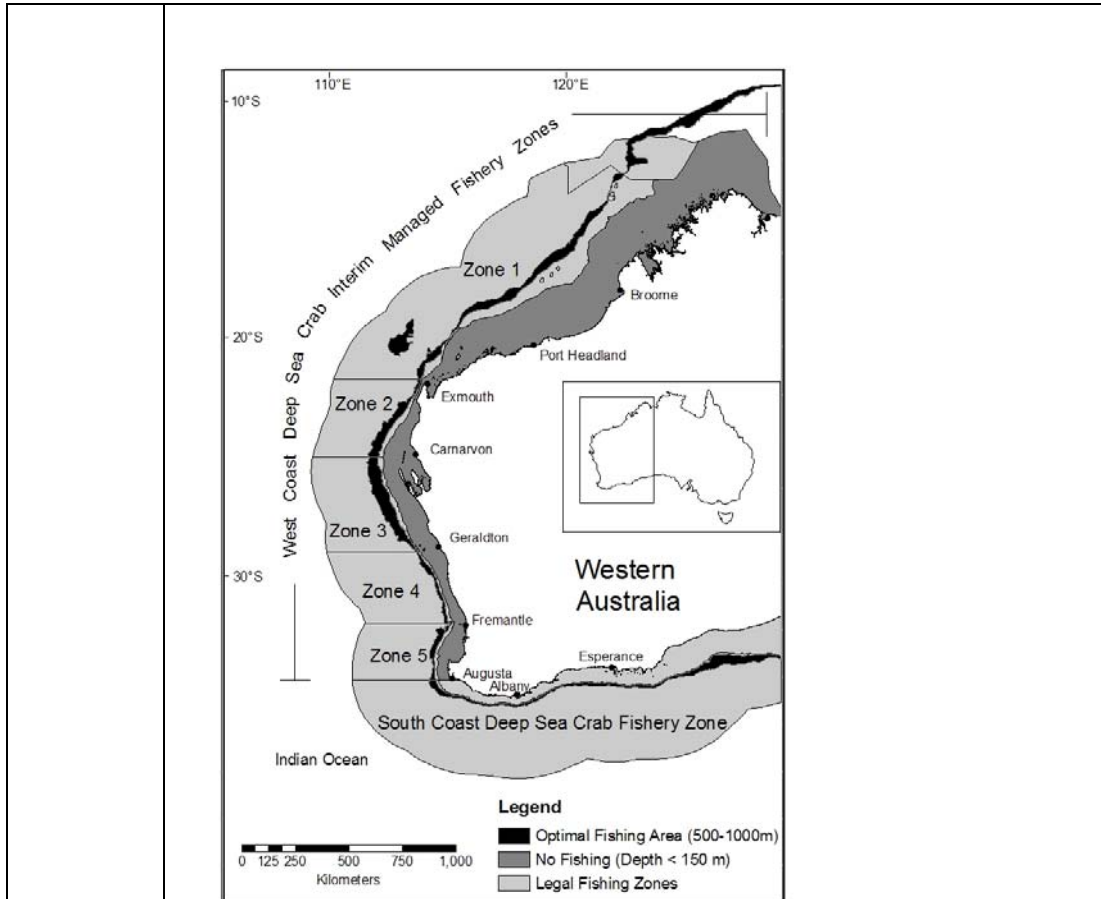 110°E
120°E
10°S
West Coast Deep Sea Crab Interim Managed Fishery Zones
Zone 1
Broome
20°S
Port Headland
Exmouth
Zone 2
Carnarvon
Zone 3
Geraldton
30°S
Western
Australia
Zone 4
Fremantle
Zone 5
Esperance
Augusta
Albany
South Coast Deep Sea Crab Fishery Zone
Indian Ocean
Legend
Optimal Fishing Area (500-1000m)
No Fishing (Depth < 150 m)
Legal Fishing Zones
0 125 250 500 750 1,000
Kilometers